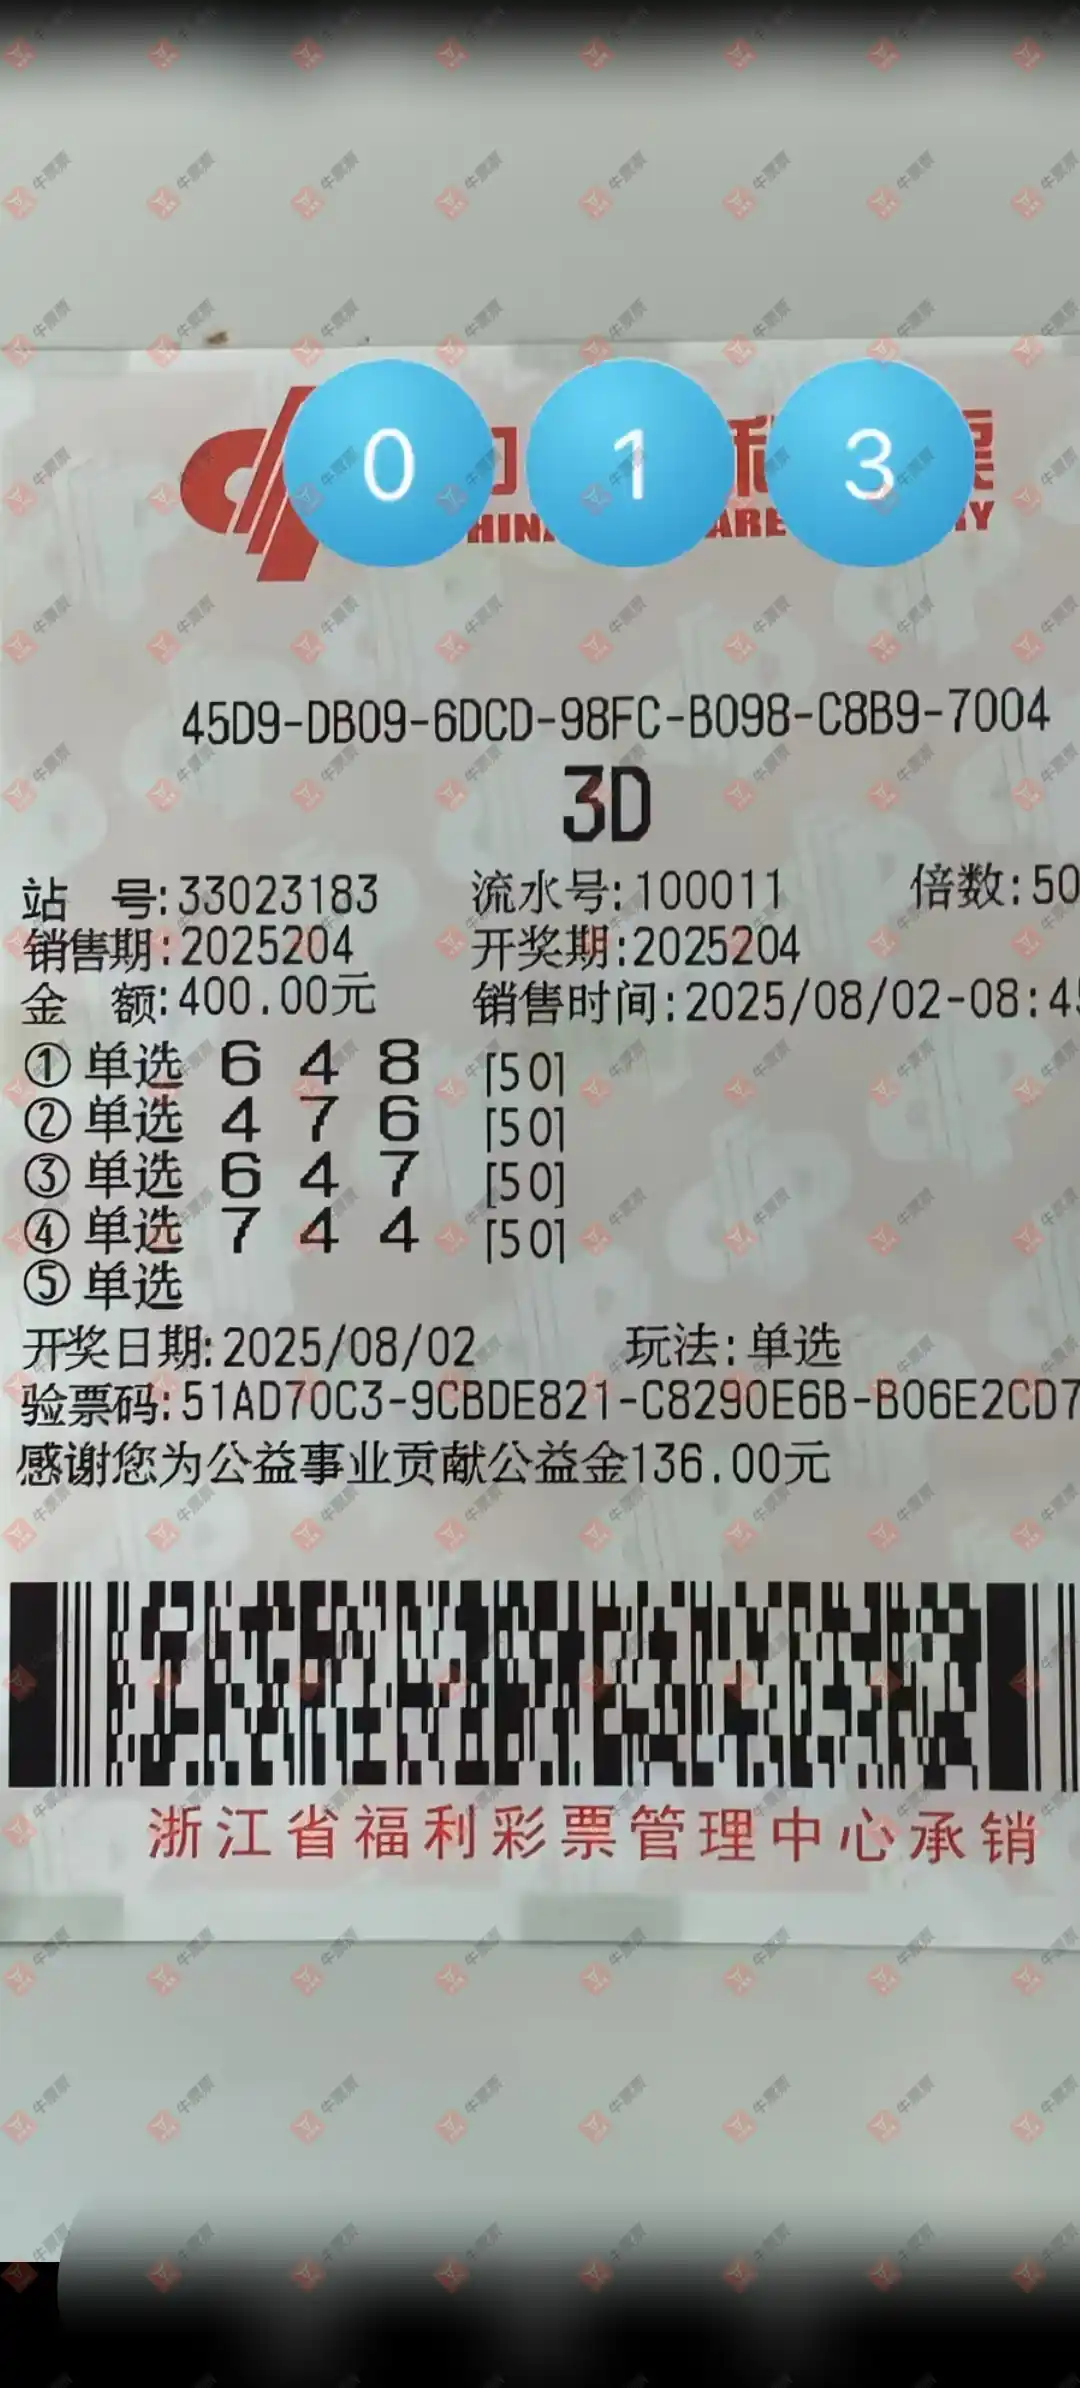 0 1 3
45D9-DB09-6DCD-98FC-B098-C8B9-7004
3D
站 号:33023183 流水号:100011 倍数:50
销售期:2025204 开奖期:2025204
金 额:400.00元 销售时间:2025/08/02-08:45
①单选 6 4 8 [50]
②单选 4 7 6 [50]
③单选 6 4 7 [50]
④单选 7 4 4 [50]
⑤单选
开奖日期:2025/08/02 玩法:单选
验票码:51AD70C3-9CBDE821-C8290E6B-B06E2CD7
感谢您为公益事业贡献公益金136.00元
浙江省福利彩票管理中心承销
牛票票